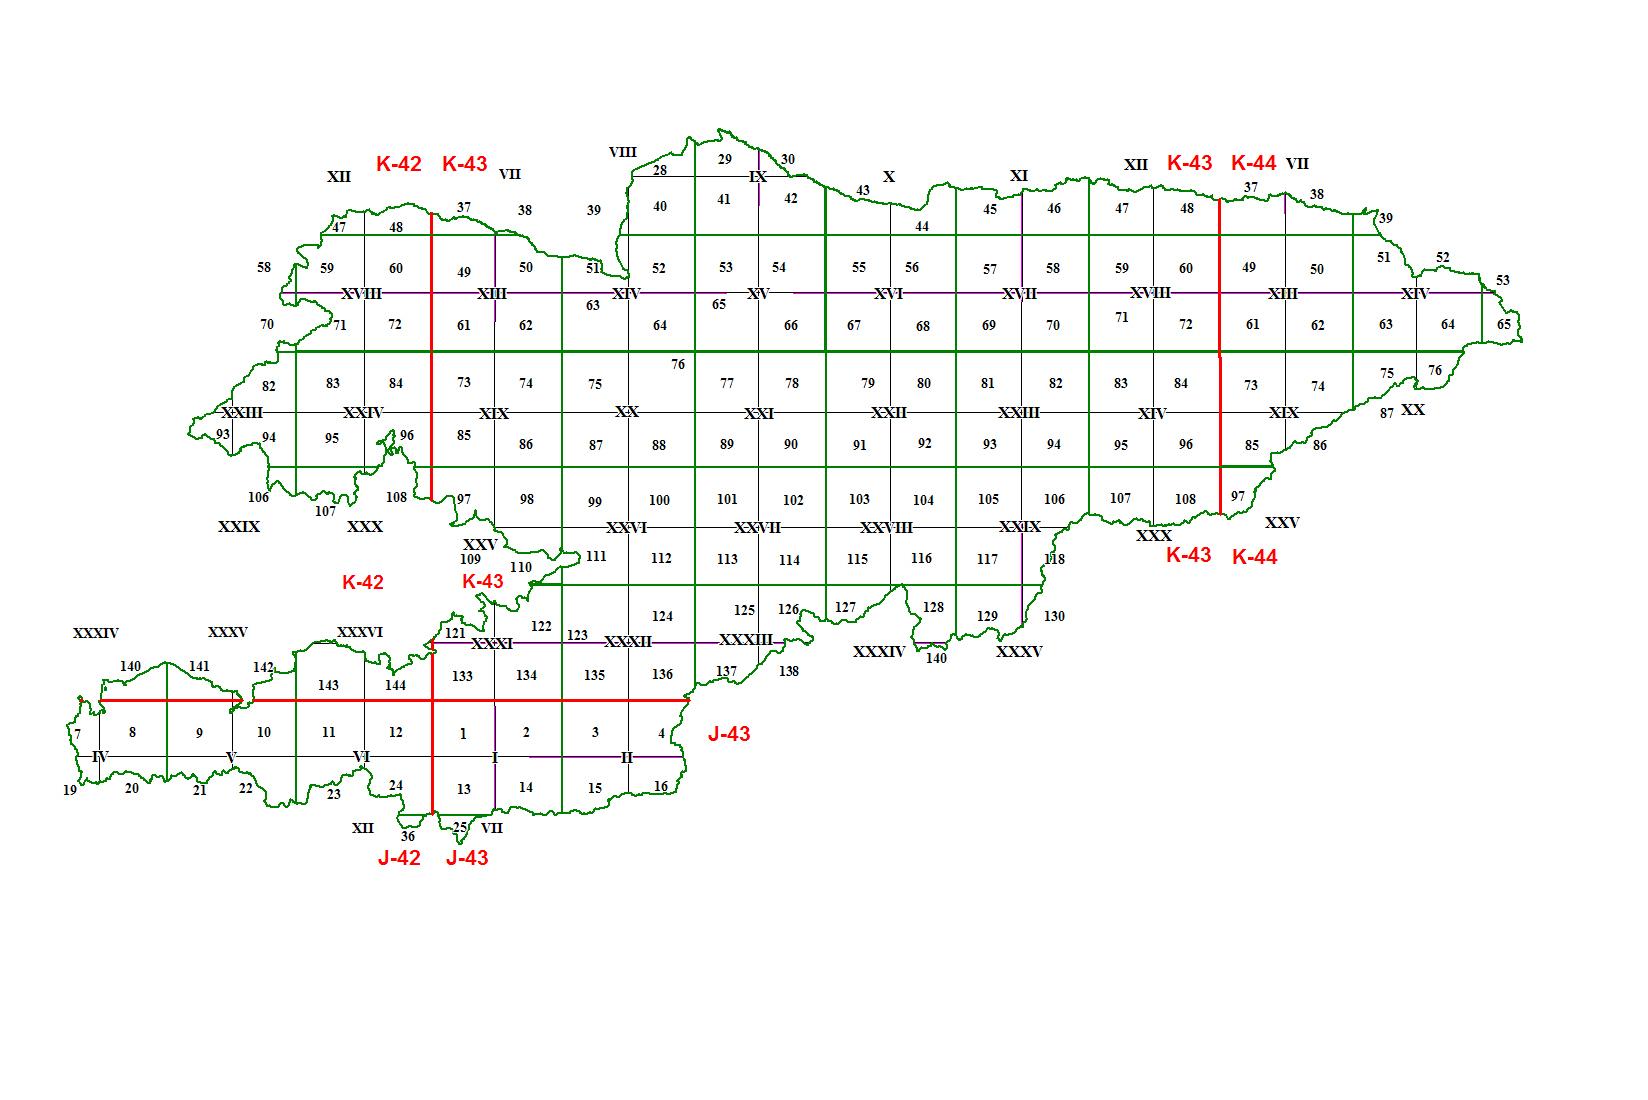 VIII 29 30
XII K-42 K-43 VII 28 IX X XI XII K-43 K-44 VII
37 38 39 40 41 42 43 45 46 47 48 37 38
47 48 44 39
58 59 60 49 50 51 52 53 54 55 56 57 58 59 60 49 50 51 52
53
XVIII XIII XIV XV XVI XVII XVIII XIII XIV
63 65
70 71 72 61 62 64 66 67 68 69 70 71 72 61 62 63 64 65
76
82 83 84 73 74 75 77 78 79 80 81 82 83 84 73 74 75 76
XXIII XXIV XIX XX XXI XXII XXIII XIV XIX 87 XX
93 94 95 96 85 86 87 88 89 90 91 92 93 94 95 96 85 86
106 107 108 97 98 99 100 101 102 103 104 105 106 107 108 97
XXIX XXX XXVI XXVII XXVIII XXIX XXV
XXV XXX
109 110 111 112 113 114 115 116 117 118 K-43 K-44
K-42 K-43
121 122 123 124 125 126 127 128 129 130
XXXIV XXXV XXXVI XXXI XXXII XXXIII XXXIV XXXV
140
140 141 142 143 144 133 134 135 136 137 138
7 8 9 10 11 12 1 2 3 4 J-43
IV V VI I II
19 20 21 22 23 24 13 14 15 16
XII 36 25 VII
J-42 J-43